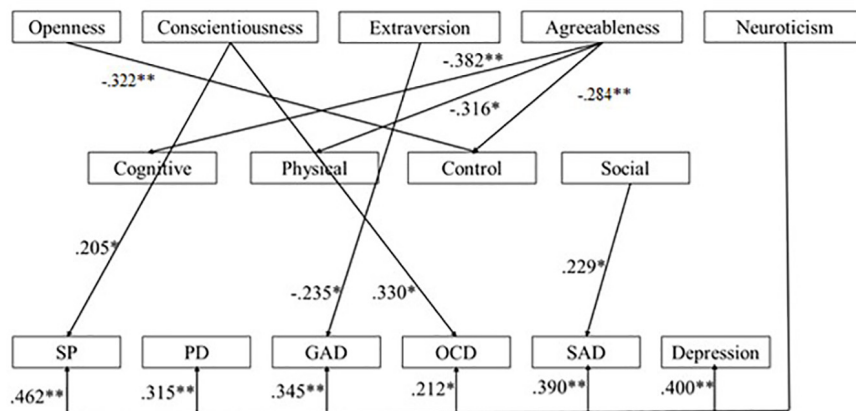 Openness Conscientiousness Extraversion Agreeableness Neuroticism
-.382**
-.322** -.316* -.284**
Cognitive Physical Control Social
.205* -.235* .330* .229*
SP PD GAD OCD SAD Depression
.462** .315** .345** .212* .390** .400**